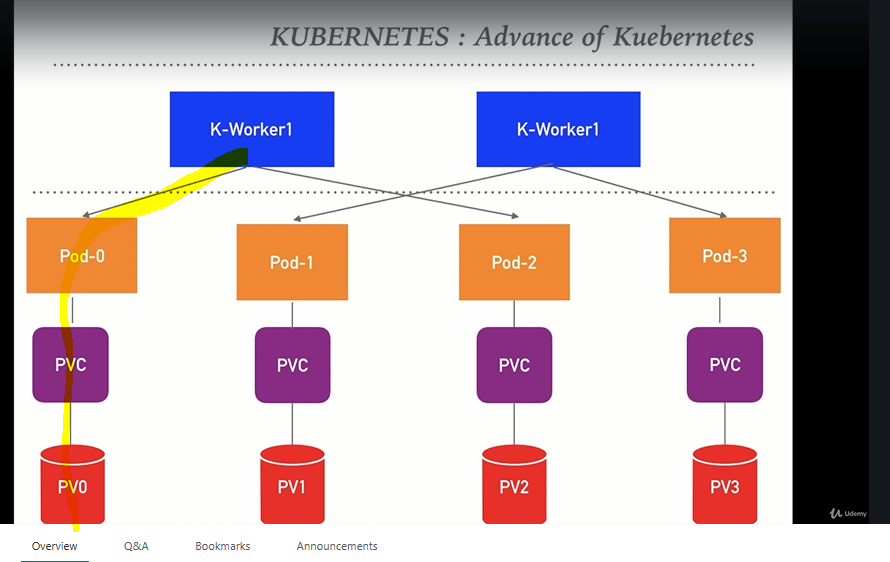 KUBERNETES : Advance of Kuebernetes
K-Worker1 K-Worker1
Pod-0 Pod-1 Pod-2 Pod-3
PVC PVC PVC PVC
PV0 PV1 PV2 PV3
Udemy
Overview Q&A Bookmarks Announcements